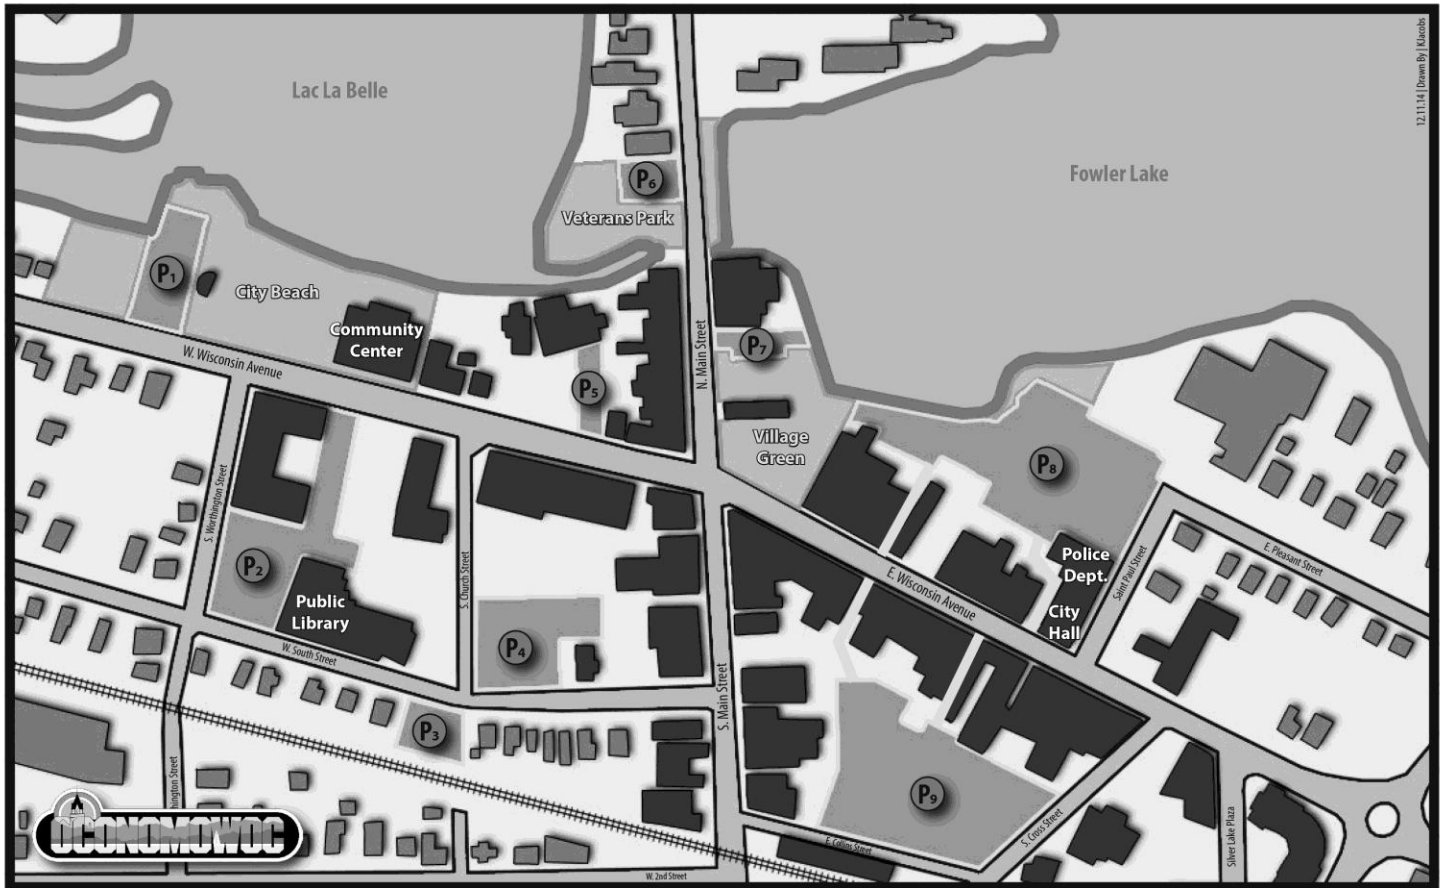 12.11.14 | Drawn By | KJacobs
Lac La Belle
Fowler Lake
P6
Veterans Park
P1
City Beach
Community
Center
W. Wisconsin Avenue
N. Main Street
P7
P5
Village
Green
P8
S. Worthington Street
S. Church Street
P2
Public
Library
W. South Street
P4
P3
S. Main Street
E. Wisconsin Avenue
Police
Dept.
City
Hall
Saint Paul Street
E. Pleasant Street
P9
E. Collins Street
S. Cross Street
Silver Lake Plaza
hington Street
OCONOMOWOC
W. 2nd Street